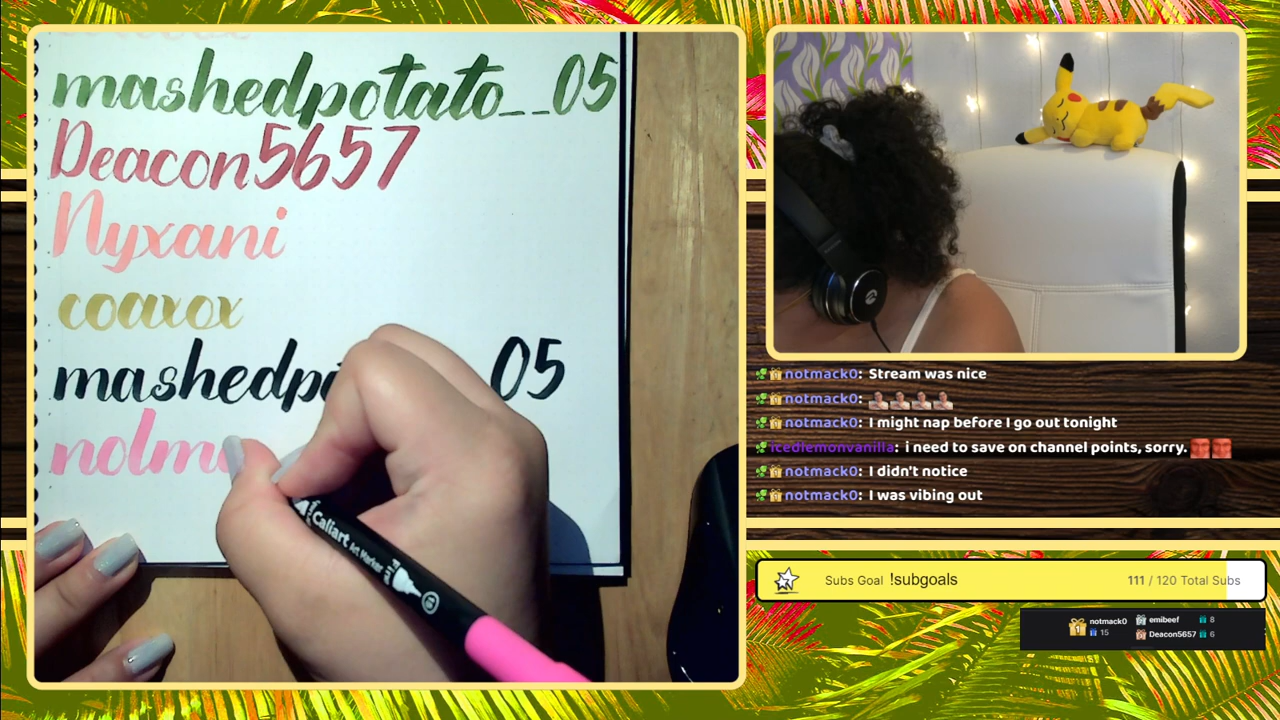 mashedpotato__05
Deacon5657
Nyxani
coaxox
05
notmack0: Stream was nice
notmack0:
notmack0: I might nap before I go out tonight
icedlemonvanilla: i need to save on channel points, sorry.
notmack0: I didn't notice
notmack0: I was vibing out
Caliart Art Marker
Subs Goal !subgoals 111 / 120 Total Subs
1 notmack0 15
emibeef 8
Deacon5657 6